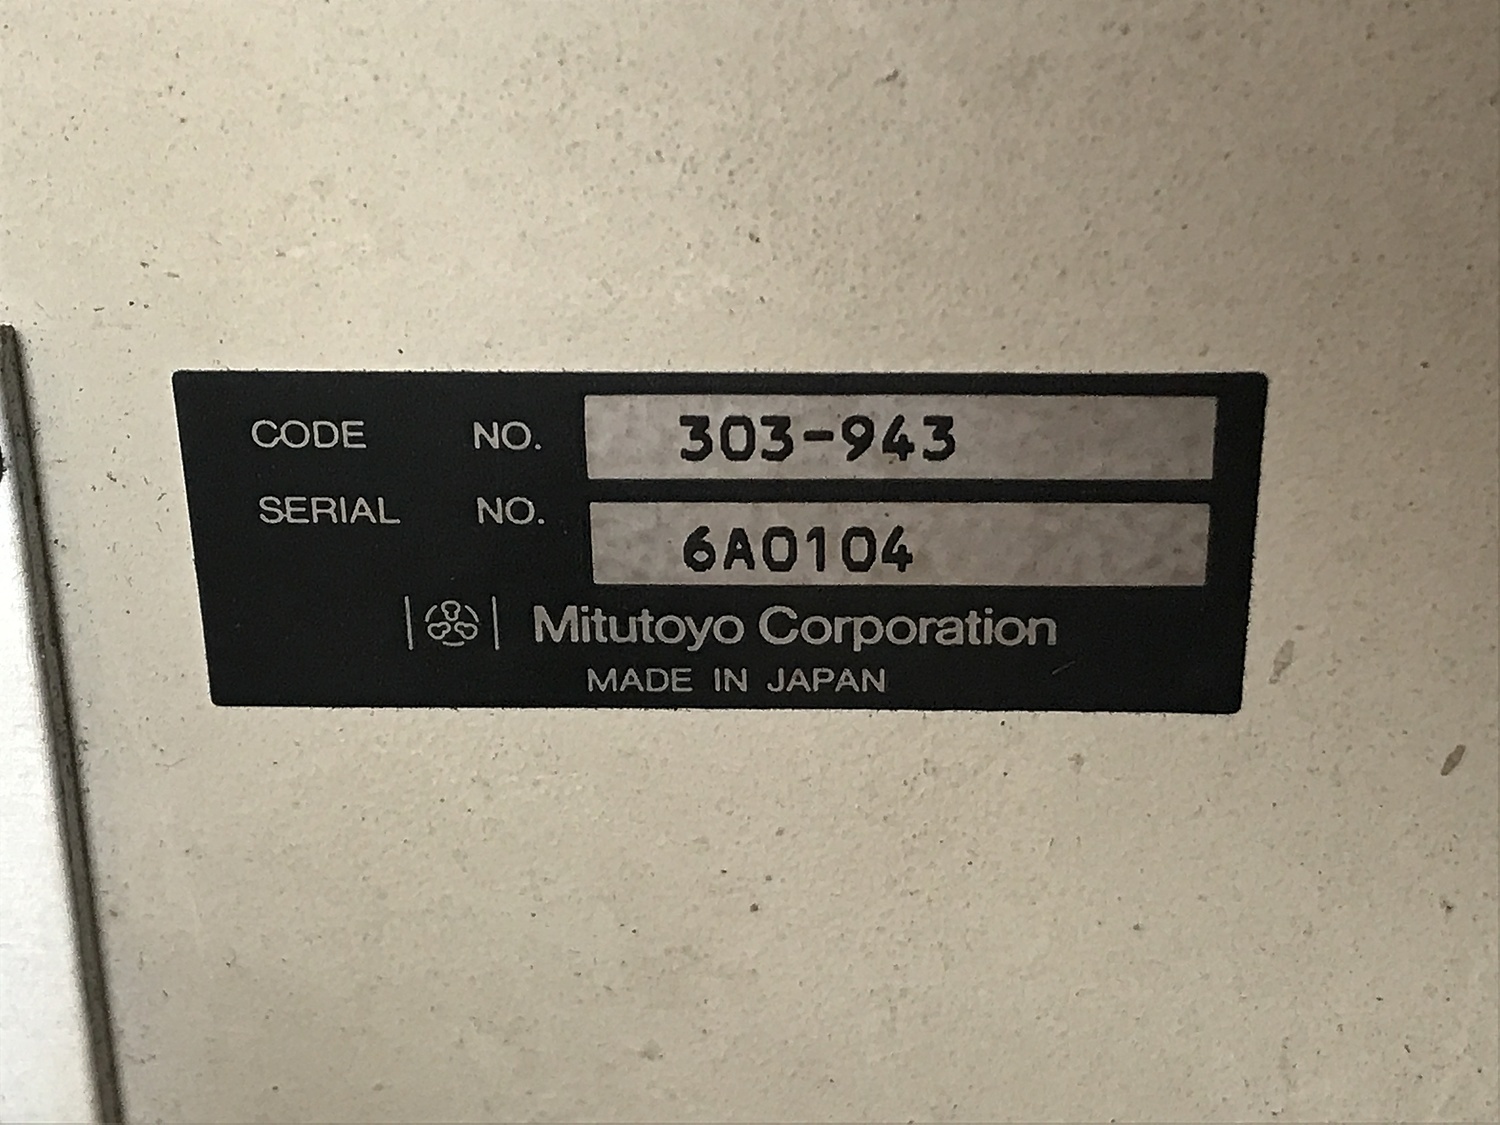 CODE NO. 303-943
SERIAL NO. 6A0104
Mitutoyo Corporation
MADE IN JAPAN